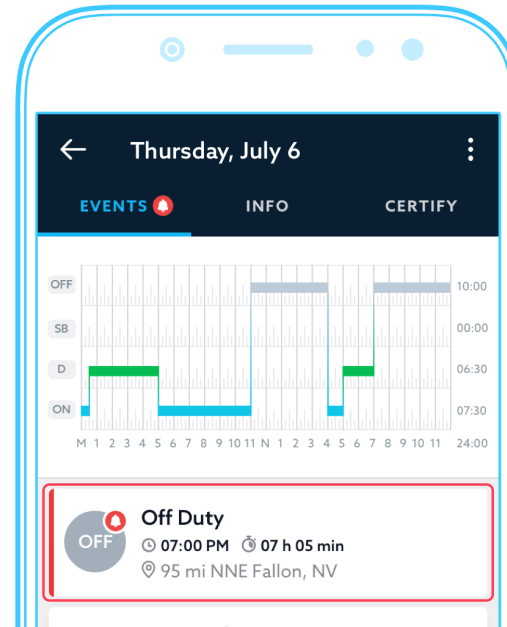 Thursday, July 6
EVENTS INFO CERTIFY
OFF 10:00
SB 00:00
D 06:30
ON 07:30
M 1 2 3 4 5 6 7 8 9 10 11 N 1 2 3 4 5 6 7 8 9 10 11 24:00
Off Duty
OFF 07:00 PM 07 h 05 min
95 mi NNE Fallon, NV